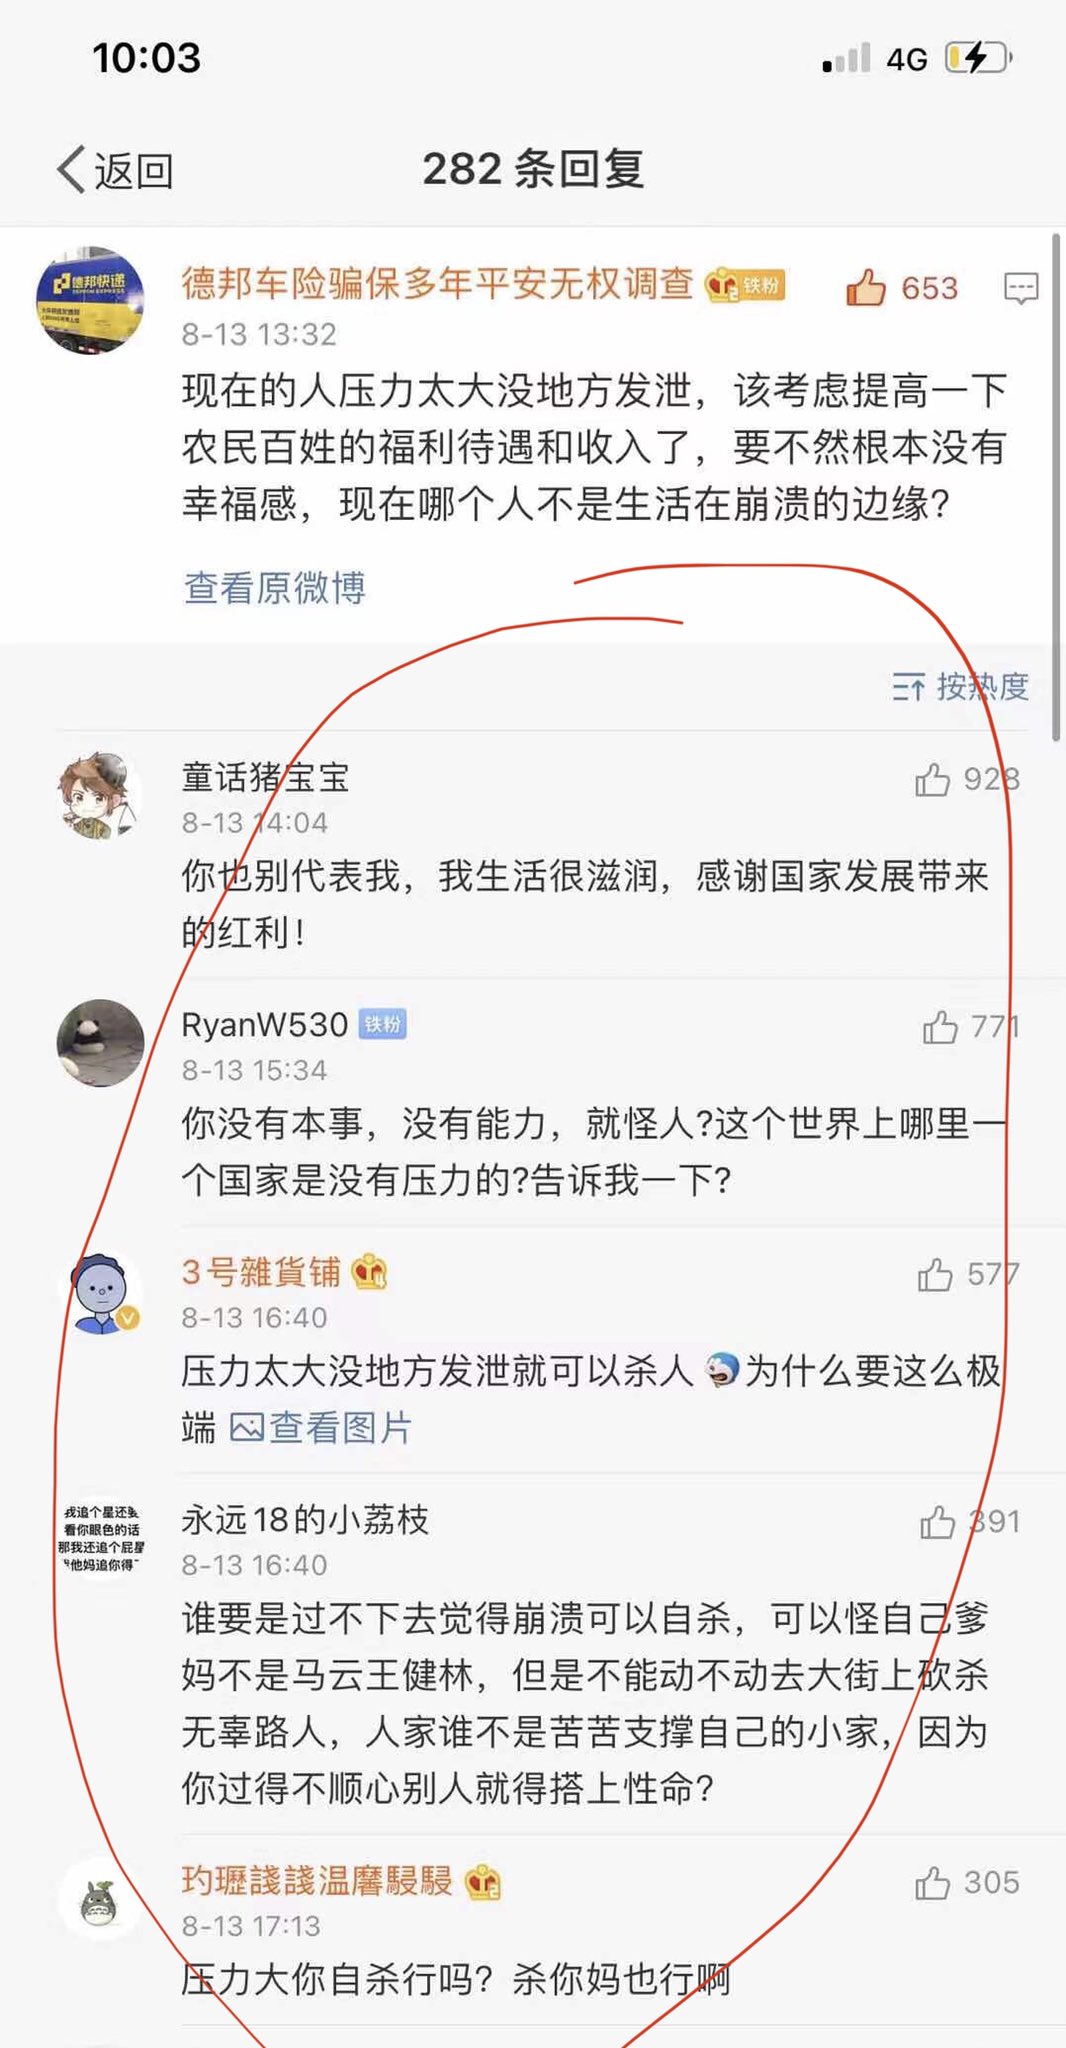 10:03
4G
返回
282 条回复
德邦快递
德邦车险骗保多年平安无权调查
铁粉
653
8-13 13:32
现在的人压力太大没地方发泄，该考虑提高一下
农民百姓的福利待遇和收入了，要不然根本没有
幸福感，现在哪个人不是生活在崩溃的边缘？
查看原微博
按热度
童话猪宝宝
928
8-13 14:04
你也别代表我，我生活很滋润，感谢国家发展带来
的红利！
RyanW530
铁粉
771
8-13 15:34
你没有本事，没有能力，就怪人?这个世界上哪里一
个国家是没有压力的?告诉我一下?
3号雜貨铺
577
8-13 16:40
压力太大没地方发泄就可以杀人为什么要这么极
端 查看图片
我追个星还
看你眼色的话
那我还追个屁星
他妈追你得
永远18的小荔枝
391
8-13 16:40
谁要是过不下去觉得崩溃可以自杀，可以怪自己爹
妈不是马云王健林，但是不能动不动去大街上砍杀
无辜路人，人家谁不是苦苦支撑自己的小家，因为
你过得不顺心别人就得搭上性命？
玓瓑諓諓温麐駸駸
305
8-13 17:13
压力大你自杀行吗？杀你妈也行啊